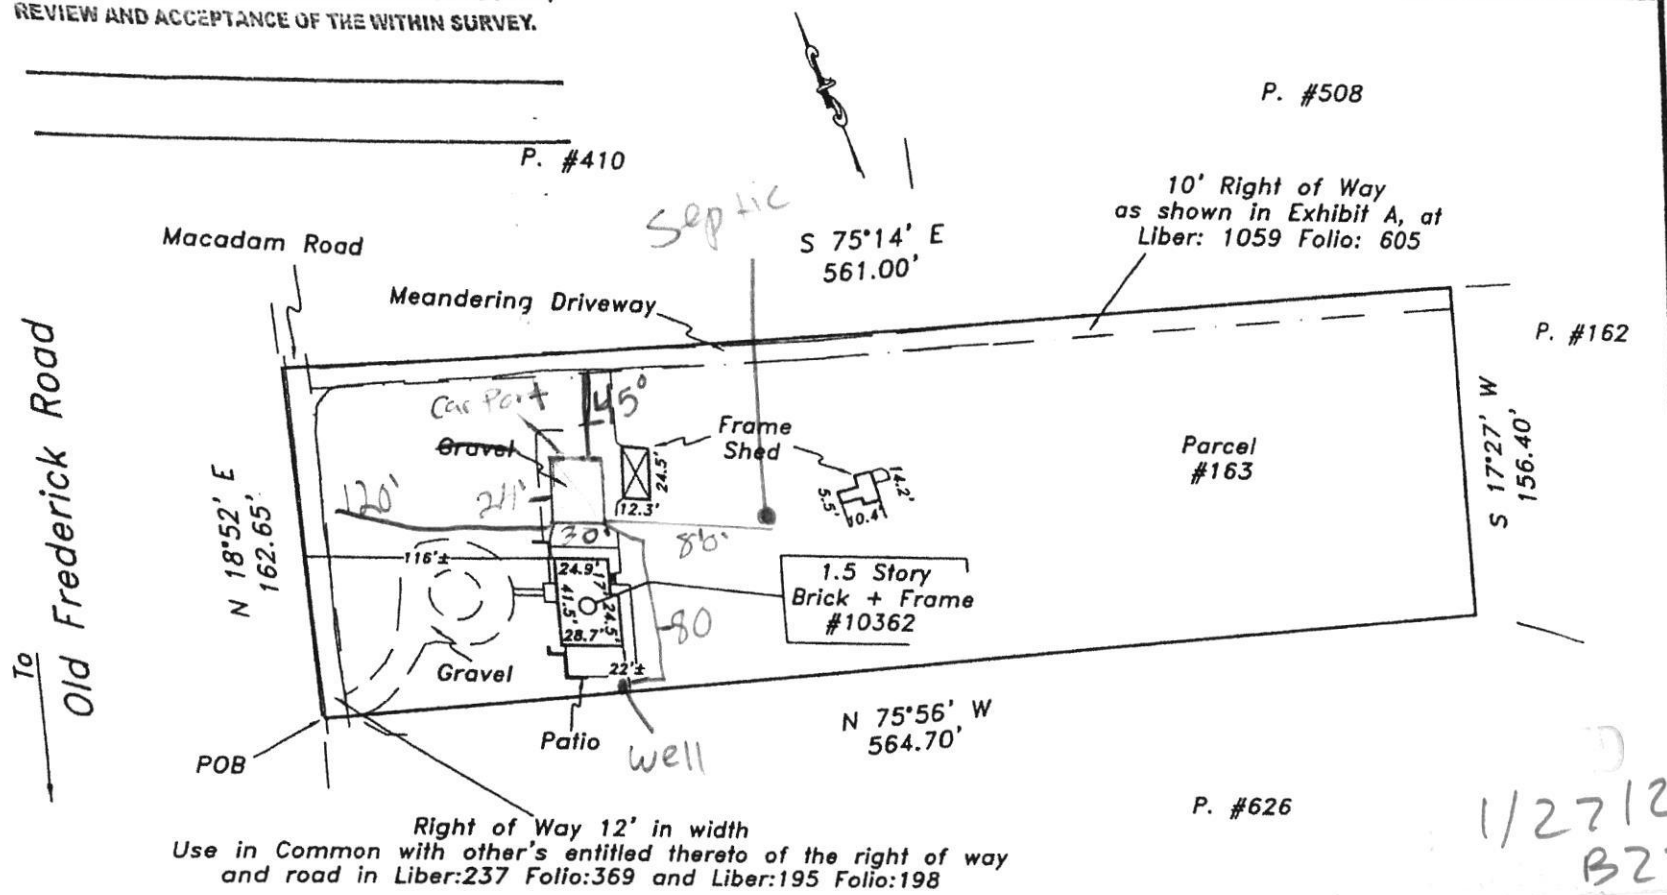 REVIEW AND ACCEPTANCE OF THE WITHIN SURVEY.
P. #508
P. #410
10' Right of Way
as shown in Exhibit A, at
Liber: 1059 Folio: 605
Septic
S 75°14' E
561.00'
Macadam Road
Meandering Driveway
P. #162
To
Old Frederick Road
Car Port
45°
Gravel
Frame
Shed
24.5'
12.3'
14.2'
5.5'
10.4'
Parcel
#163
S 17°27' W
156.40'
N 18°52' E
162.65'
120'
24'
30'
80'
116'±
24.9'
17'
41.5'
24.5'
28.7'
22'±
80
1.5 Story
Brick + Frame
#10362
Gravel
Patio
well
N 75°56' W
564.70'
POB
P. #626
Right of Way 12' in width
Use in Common with other's entitled thereto of the right of way
and road in Liber:237 Folio:369 and Liber:195 Folio:198
1/2712
B2